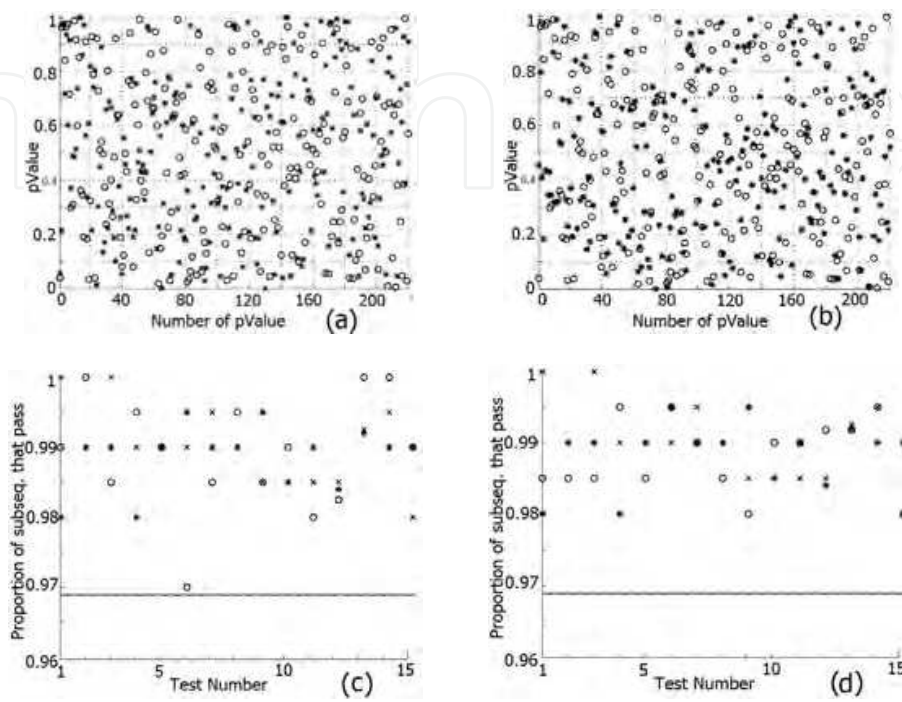 1
0.8
0.6
0.4
0.2
0
pValue
0 40 80 120 160 200
Number of pValue (a)
1
0.8
0.6
0.4
0.2
0
pValue
0 40 80 120 160 200
Number of pValue (b)
1
0.99
0.98
0.97
0.96
Proportion of subseq. that pass
1 5 10 15
Test Number (c)
1
0.99
0.98
0.97
0.96
Proportion of subseq. that pass
1 5 10 15
Test Number (d)